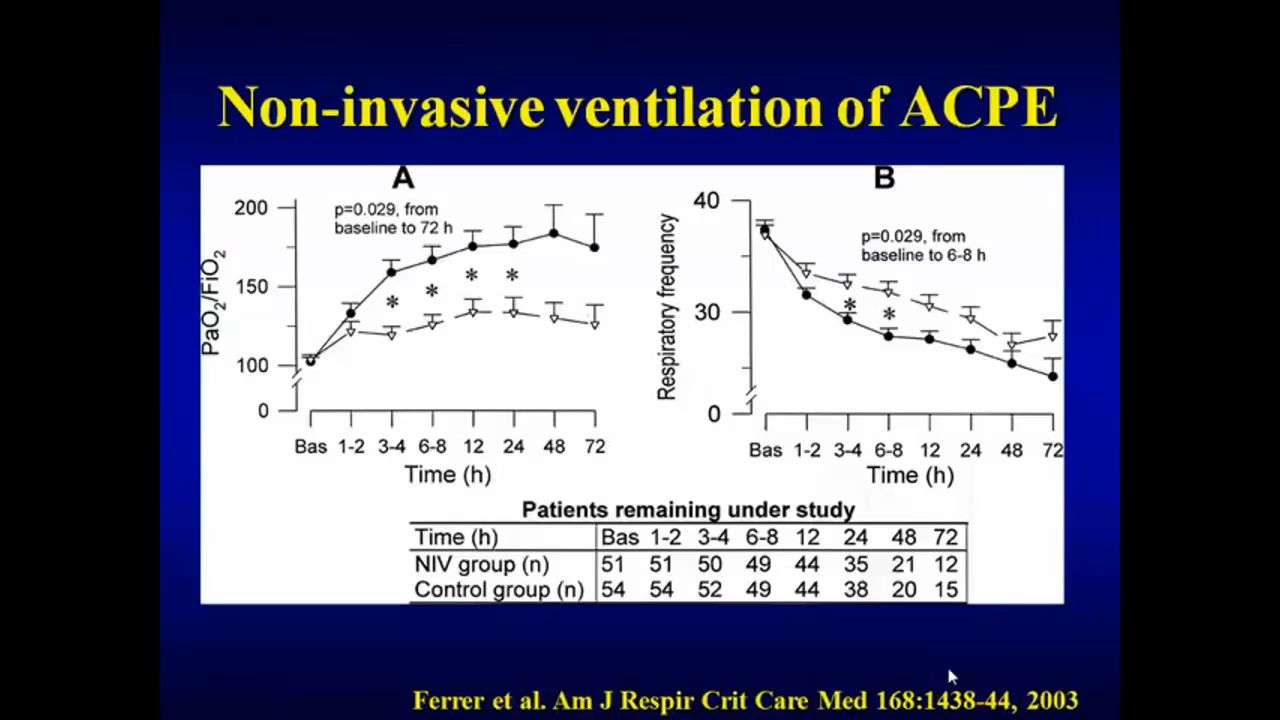 Non-invasive ventilation of ACPE
A
p=0.029, from
baseline to 72 h
PaO2/FiO2
200
150
100
0
Bas 1-2 3-4 6-8 12 24 48 72
Time (h)
*
*
*
*
B
p=0.029, from
baseline to 6-8 h
Respiratory frequency
40
30
0
Bas 1-2 3-4 6-8 12 24 48 72
Time (h)
*
*
Patients remaining under study
Time (h) Bas 1-2 3-4 6-8 12 24 48 72
NIV group (n) 51 51 50 49 44 35 21 12
Control group (n) 54 54 52 49 44 38 20 15
Ferrer et al. Am J Respir Crit Care Med 168:1438-44, 2003